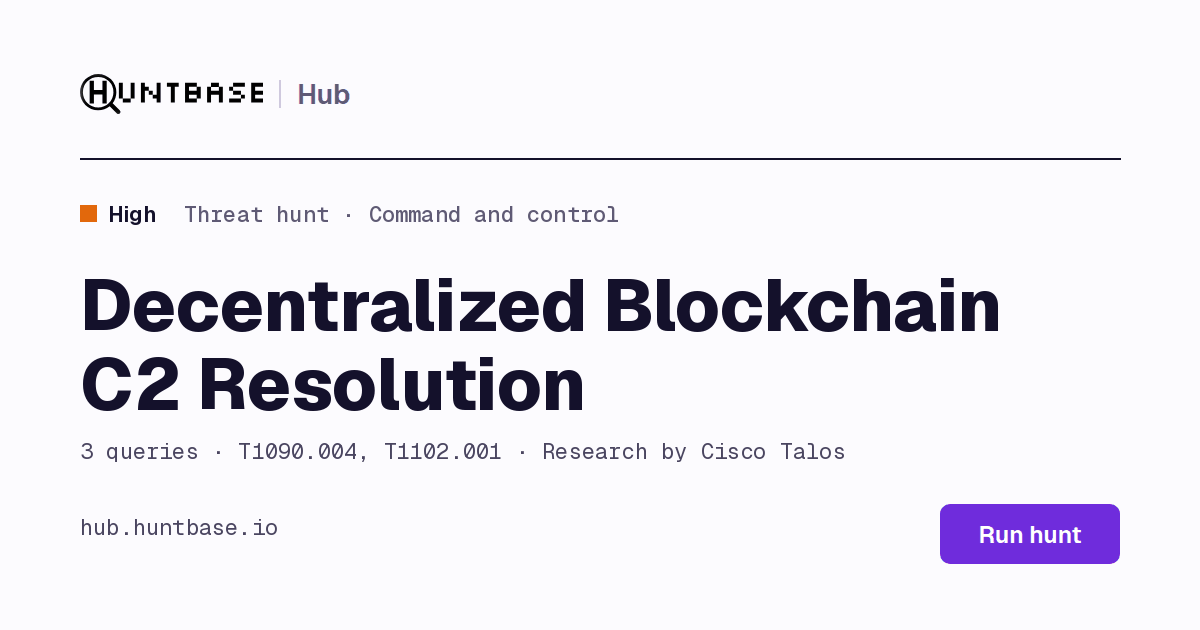 HUNTBASE | Hub
High Threat hunt · Command and control
Decentralized Blockchain
C2 Resolution
3 queries · T1090.004, T1102.001 · Research by Cisco Talos
hub.huntbase.io
Run hunt